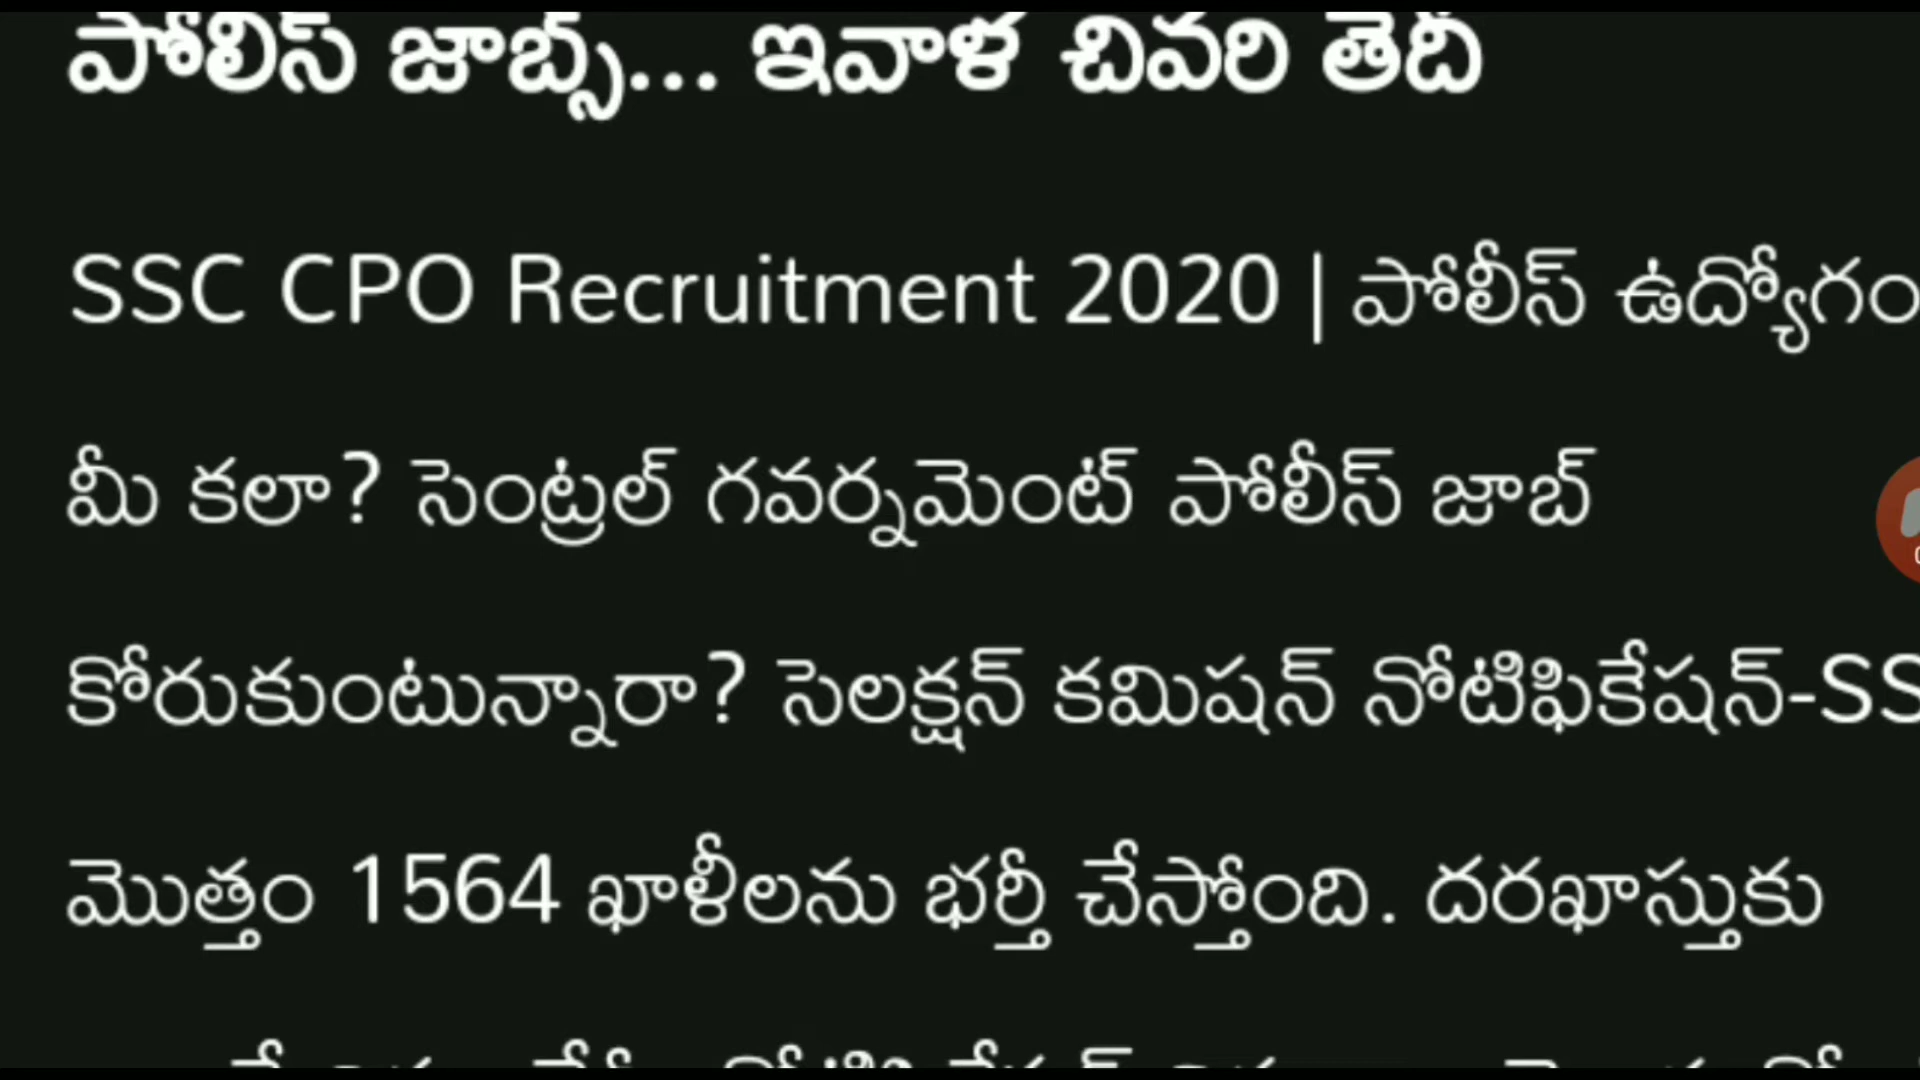 పోలీస్ జాబ్స్... ఇవాళ చివరి తేదీ
SSC CPO Recruitment 2020 | పోలీస్ ఉద్యోగం
మీ కలా? సెంట్రల్ గవర్నమెంట్ పోలీస్ జాబ్
కోరుకుంటున్నారా? సెలక్షన్ కమిషన్ నోటిఫికేషన్-SS
మొత్తం 1564 ఖాళీలను భర్తీ చేస్తోంది. దరఖాస్తుకు